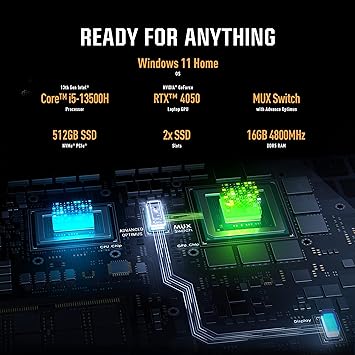 READY FOR ANYTHING
Windows 11 Home
OS
13th Gen Intel®
Core™ i5-13500H
Processor
NVIDIA® GeForce
RTX™ 4050
Laptop GPU
MUX Switch
with Advance Optimus
512GB SSD
NVMe® PCIe®
2x SSD
Slots
16GB 4800MHz
DDR5 RAM
ADVANCED
OPTIMUS
MUX
Switch
CPU Chip
GPU Chip
Display